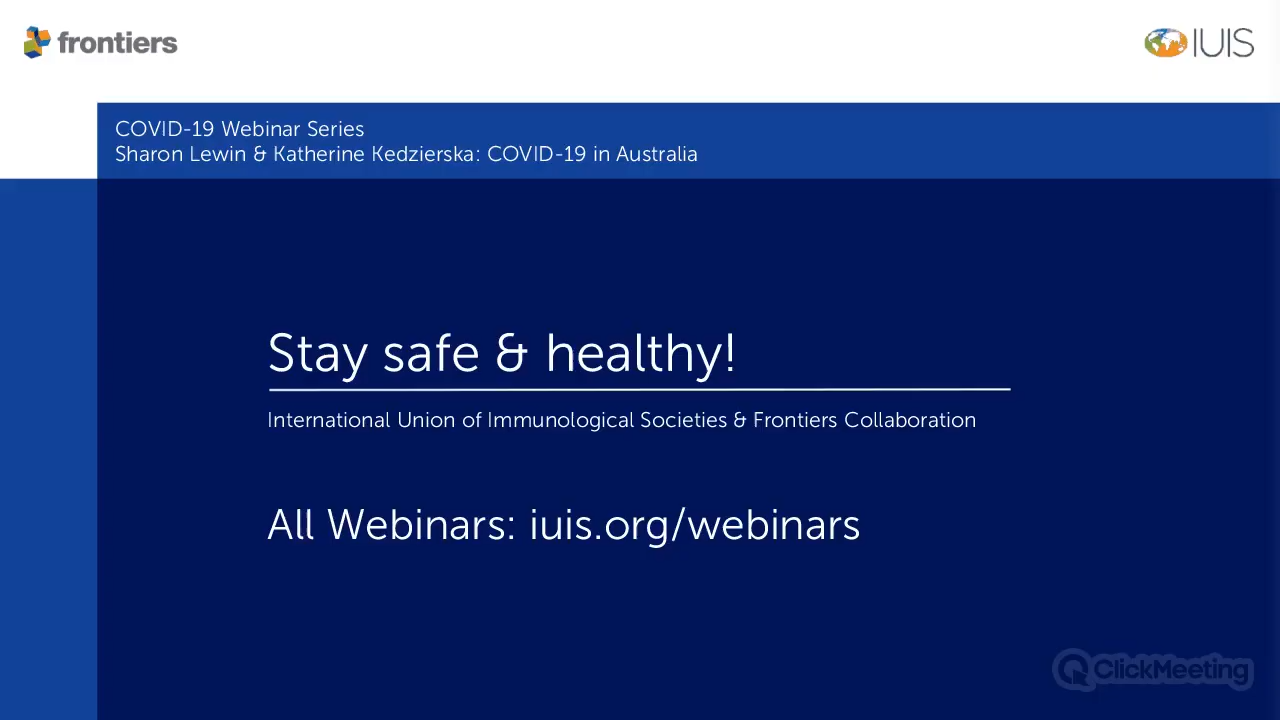 frontiers
IUIS
COVID-19 Webinar Series
Sharon Lewin & Katherine Kedzierska: COVID-19 in Australia
Stay safe & healthy!
International Union of Immunological Societies & Frontiers Collaboration
All Webinars: iuis.org/webinars
ClickMeeting